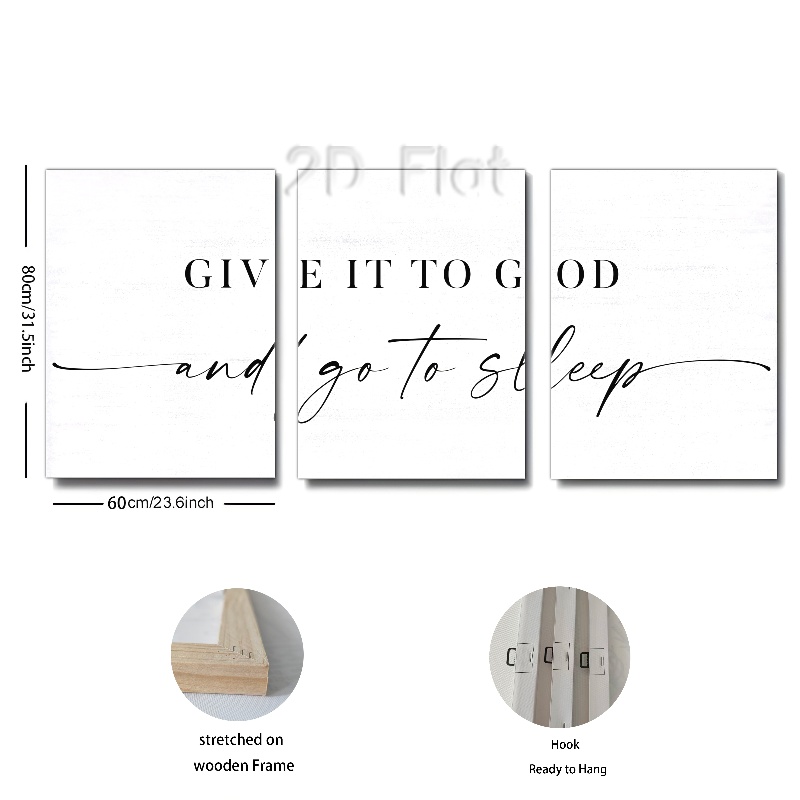 2D Flat
GIVE IT TO GOD
and go to sleep
80cm/31.5inch
60cm/23.6inch
stretched on
wooden Frame
Hook
Ready to Hang